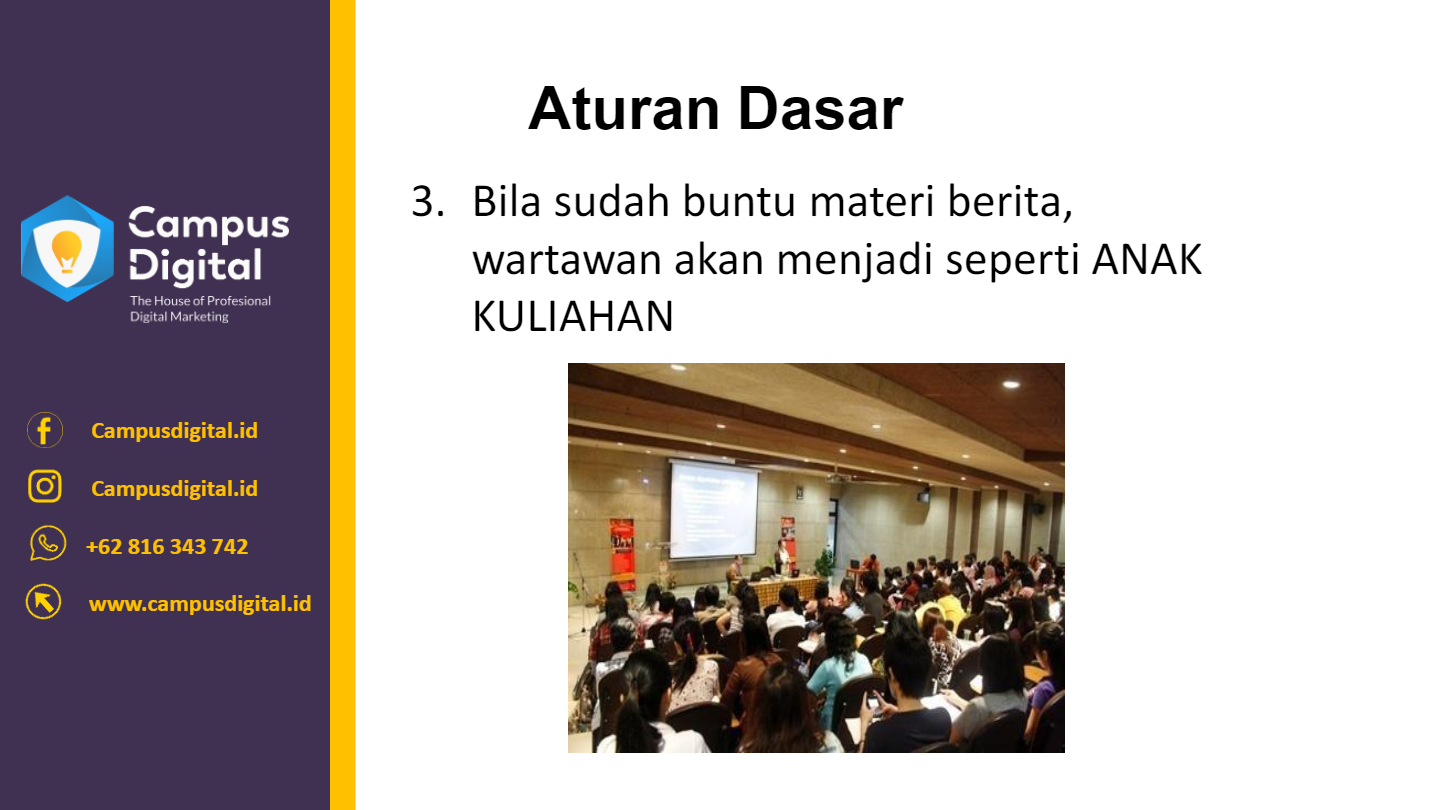 Campus
Digital
The House of Profesional
Digital Marketing
Campusdigital.id
Campusdigital.id
+62 816 343 742
www.campusdigital.id
Aturan Dasar
3. Bila sudah buntu materi berita,
wartawan akan menjadi seperti ANAK
KULIAHAN